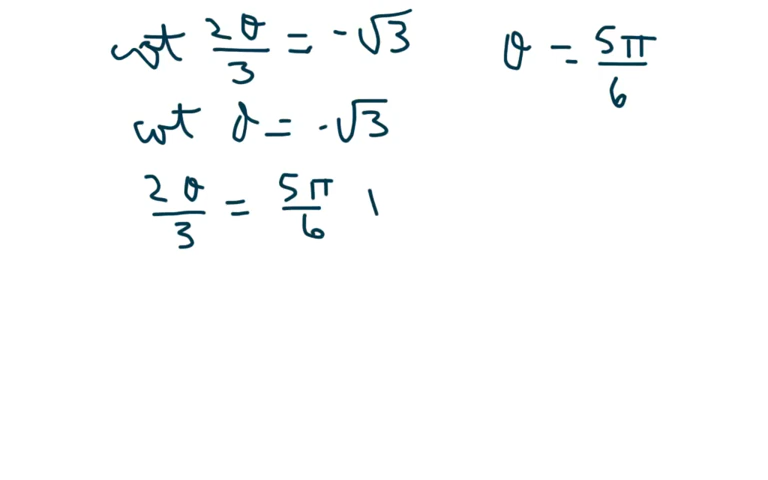 cot 2θ/3 = -√3    θ = 5π/6
cot θ = -√3
2θ/3 = 5π/6 \